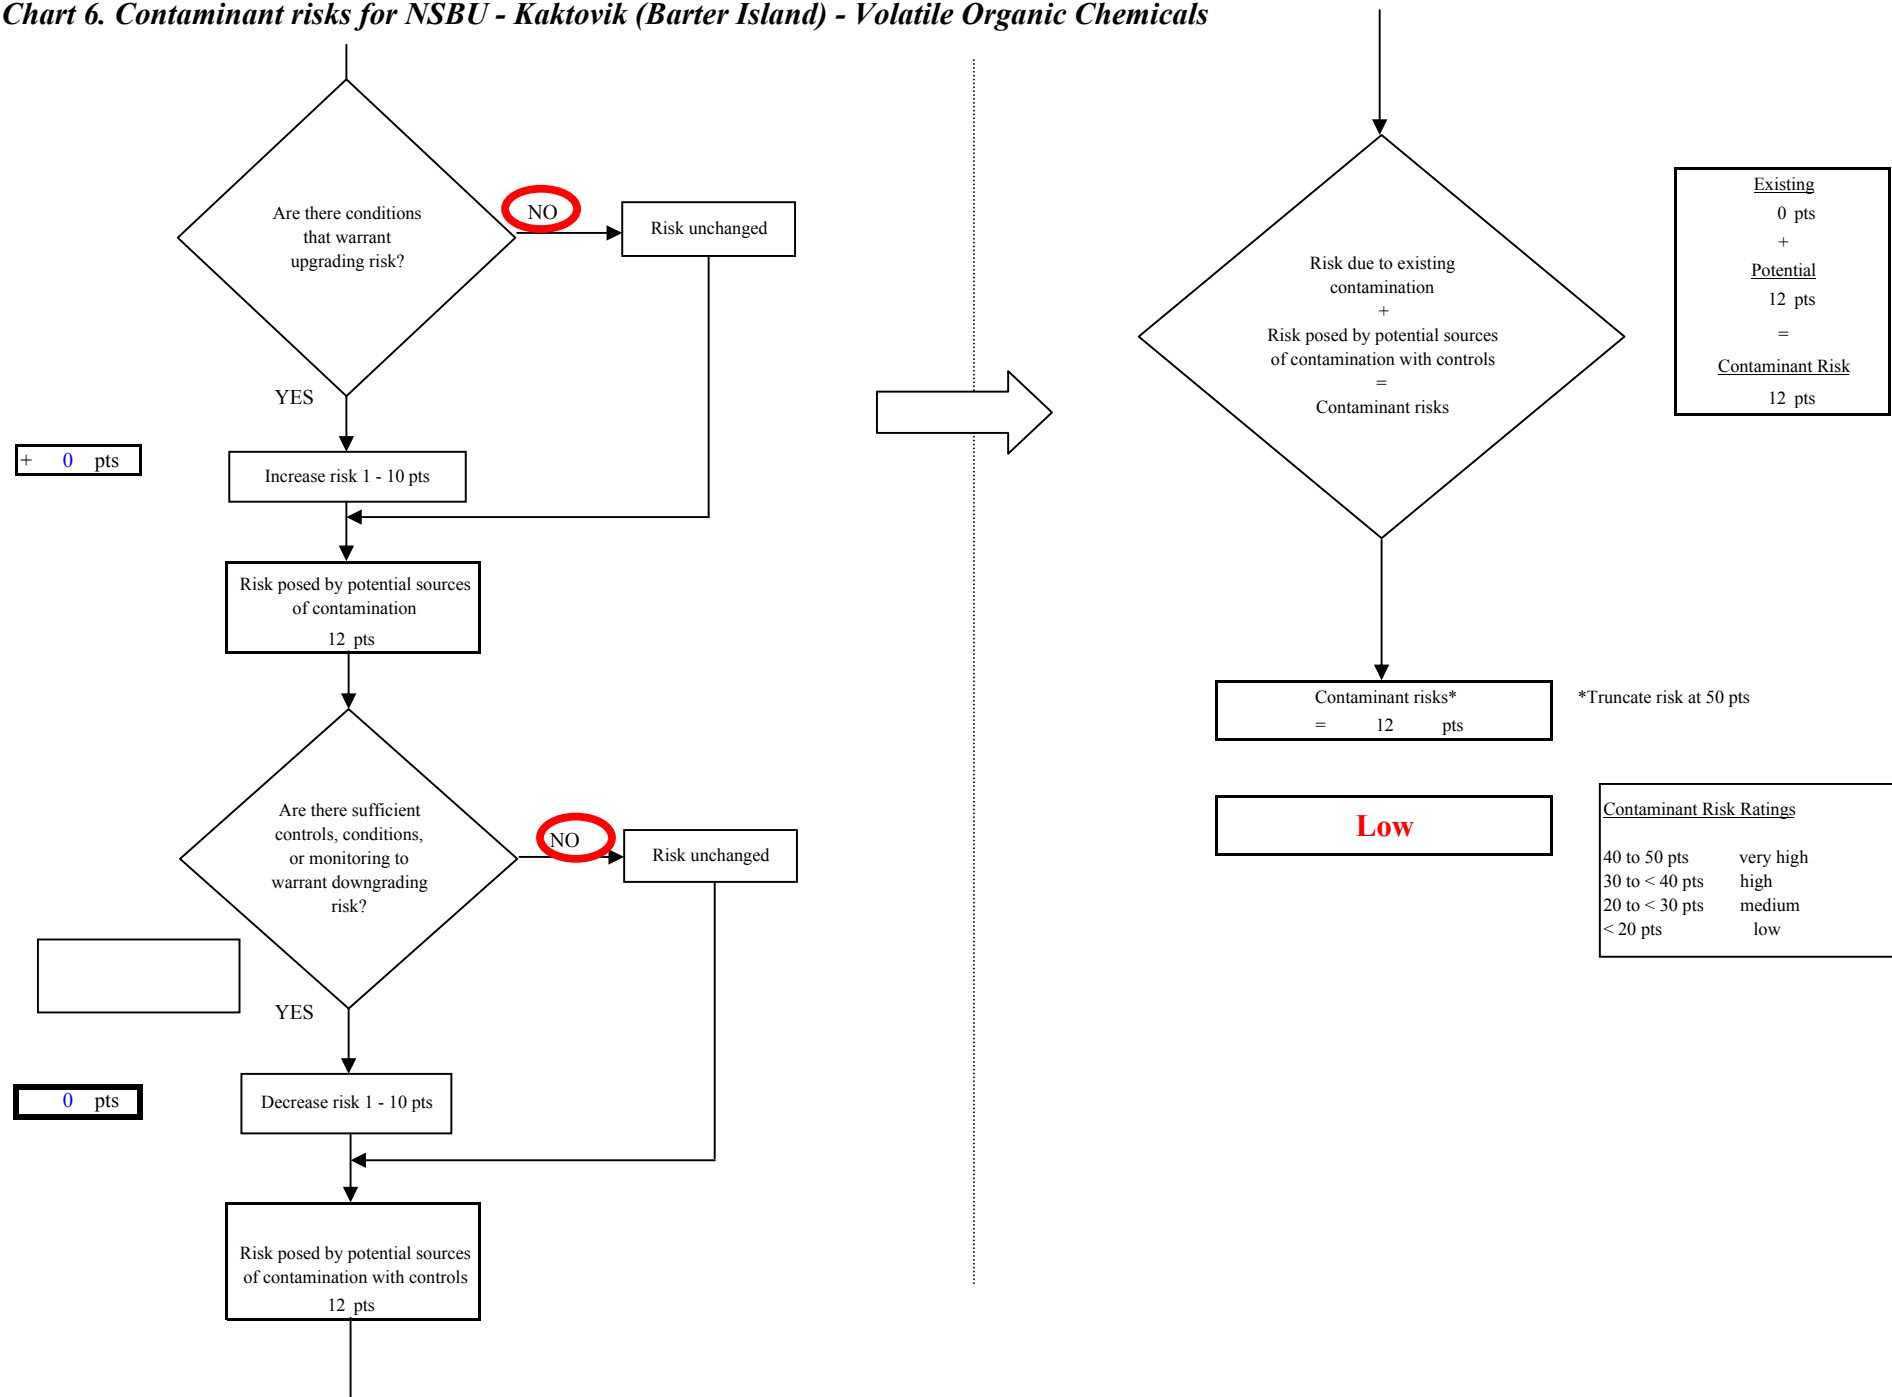 Chart 6. Contaminant risks for NSBU - Kaktovik (Barter Island) - Volatile Organic Chemicals
Are there conditions
that warrant
upgrading risk?
NO
Risk unchanged
YES
+ 0 pts
Increase risk 1 - 10 pts
Risk posed by potential sources
of contamination
12 pts
Are there sufficient
controls, conditions,
or monitoring to
warrant downgrading
risk?
NO
Risk unchanged
YES
0 pts
Decrease risk 1 - 10 pts
Risk posed by potential sources
of contamination with controls
12 pts
Risk due to existing
contamination
+
Risk posed by potential sources
of contamination with controls
=
Contaminant risks
Existing
0 pts
+
Potential
12 pts
=
Contaminant Risk
12 pts
Contaminant risks*
= 12 pts
*Truncate risk at 50 pts
Low
Contaminant Risk Ratings
40 to 50 pts very high
30 to < 40 pts high
20 to < 30 pts medium
< 20 pts low